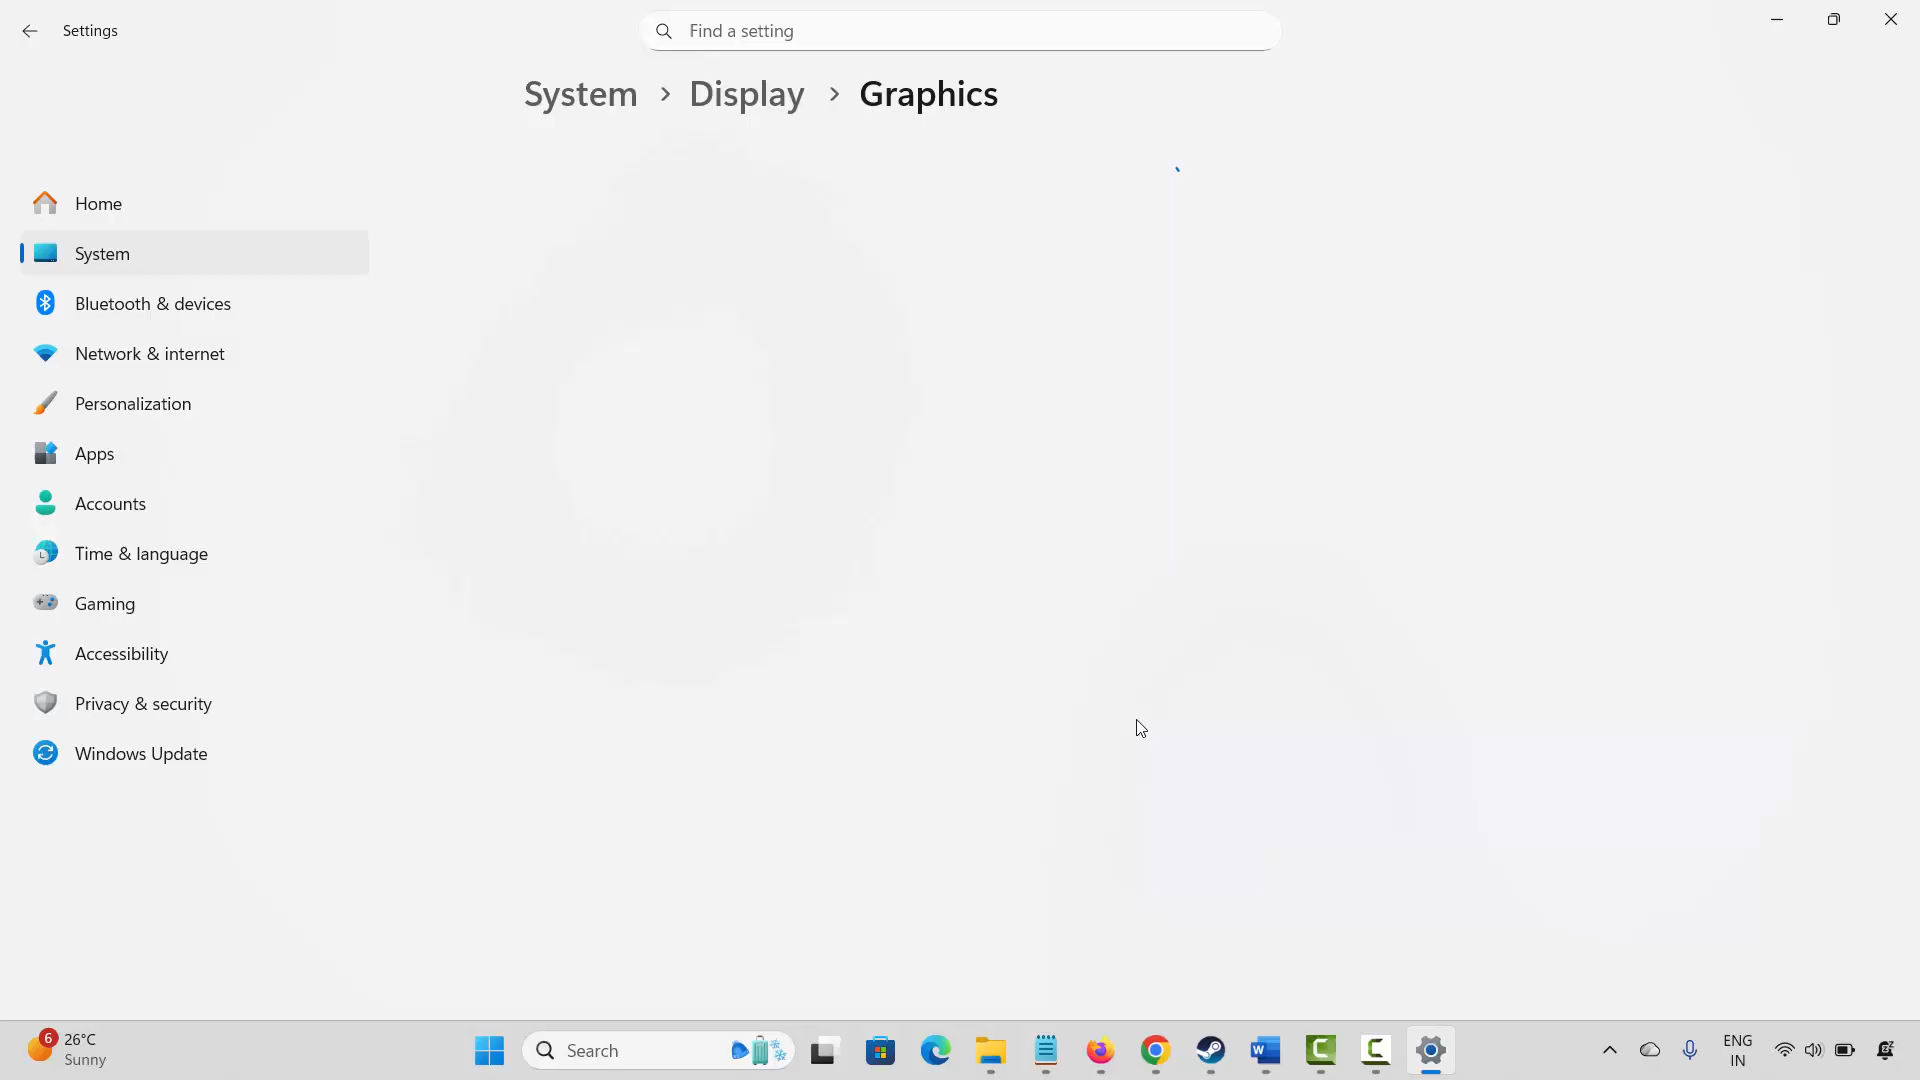 Settings
Find a setting
System > Display > Graphics
Home
System
Bluetooth & devices
Network & internet
Personalization
Apps
Accounts
Time & language
Gaming
Accessibility
Privacy & security
Windows Update
6
26°C
Sunny
Search
ENG
IN